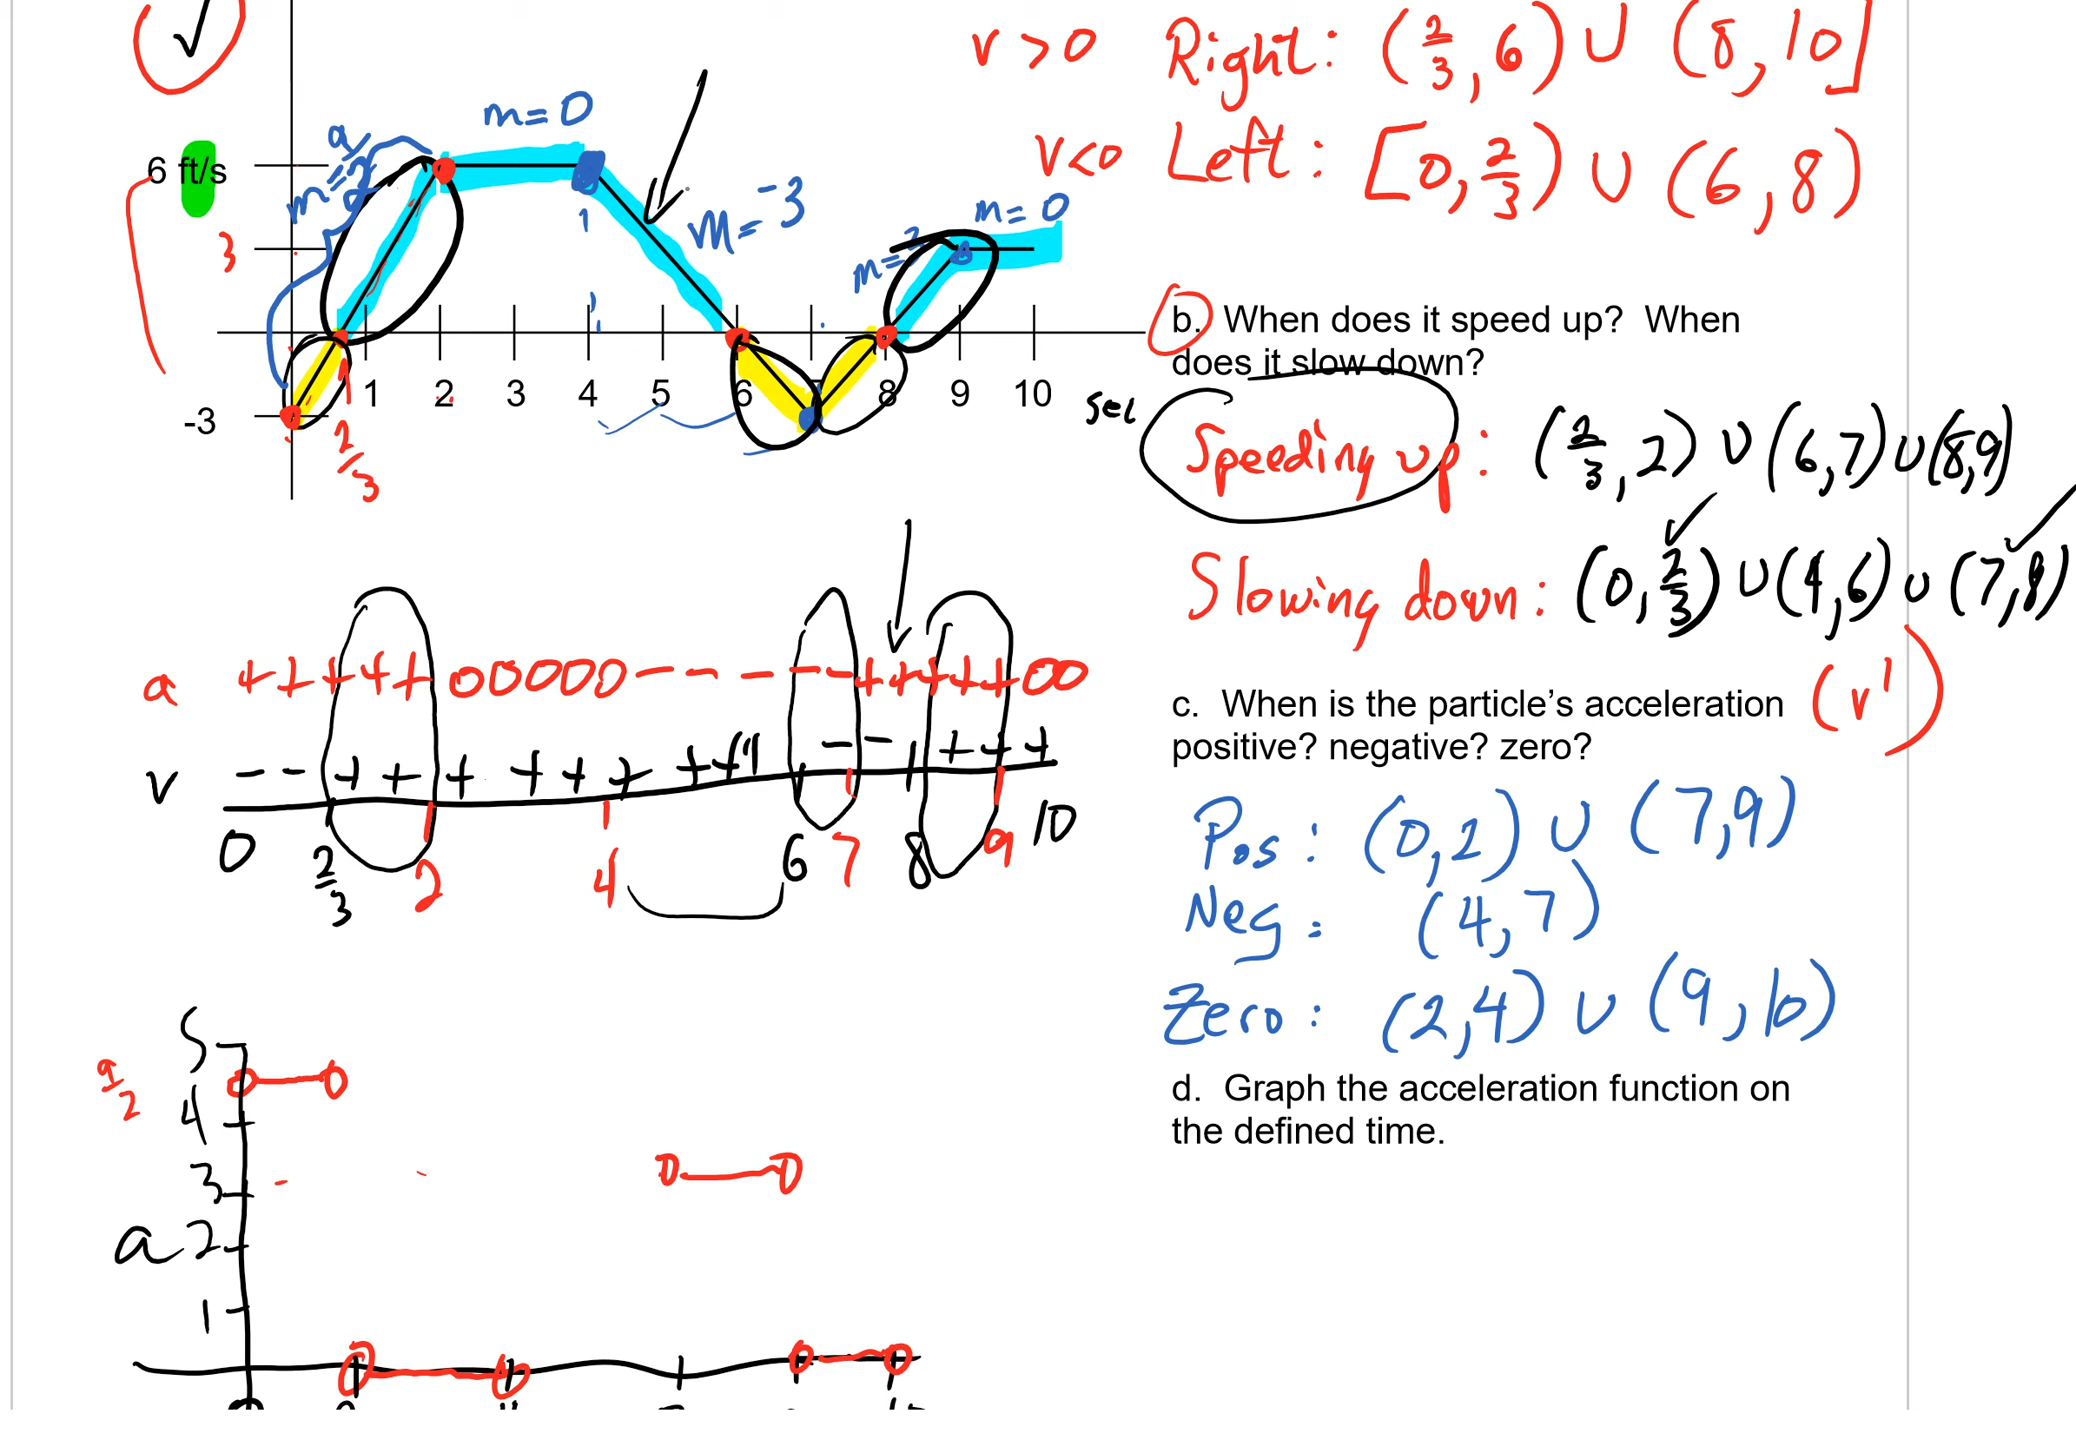 v > 0 Right: (2/3, 6) ∪ (8, 10]
v < 0 Left: [0, 2/3) ∪ (6, 8)
m = 0
6 ft/s
m = 9/2
m = -3
m = 0
3
m = 3
-3
1 2 3 4 5 6 7 8 9 10 sec
2/3
b. When does it speed up? When
does it slow down?
Speeding up: (2/3, 2) ∪ (6, 7) ∪ (8, 9)
Slowing down: (0, 2/3) ∪ (4, 6) ∪ (7, 8)
a +++++ 00000 ------ +++++ 00
v -- +++ +++ +++ -- +++
0 2/3 2 4 6 7 8 9 10
c. When is the particle’s acceleration (v')
positive? negative? zero?
Pos: (0, 2) ∪ (7, 9)
Neg: (4, 7)
Zero: (2, 4) ∪ (9, 10)
d. Graph the acceleration function on
the defined time.
5
9/2
4
3
a 2
1